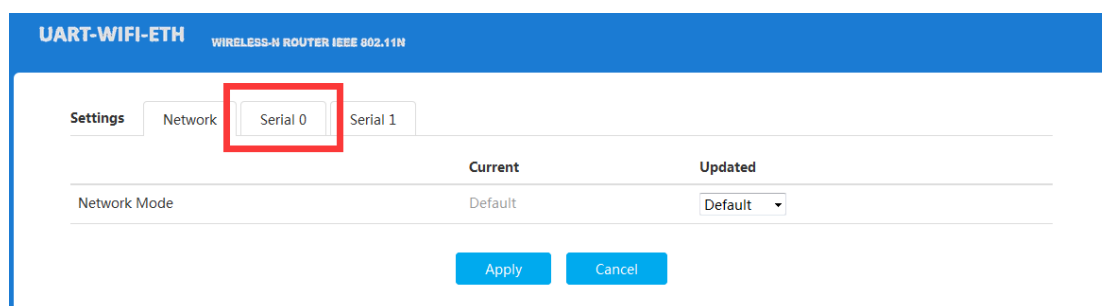 UART-WIFI-ETH WIRELESS-N ROUTER IEEE 802.11N
Settings Network Serial 0 Serial 1
Current Updated
Network Mode Default Default
Apply Cancel